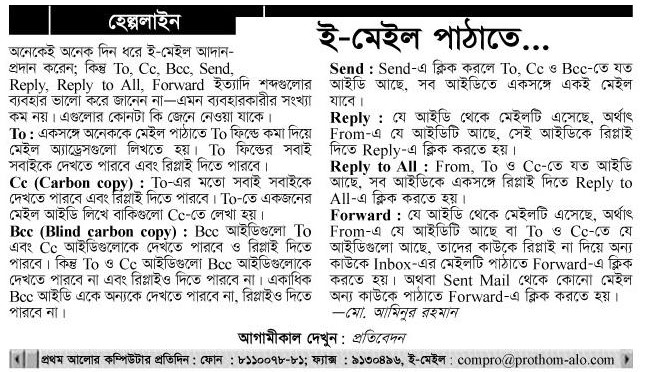 হেল্পলাইন
ই-মেইল পাঠাতে...
অনেকেই অনেক দিন ধরে ই-মেইল আদান-
প্রদান করেন; কিন্তু To, Cc, Bcc, Send,
Reply, Reply to All, Forward ইত্যাদি শব্দগুলোর
ব্যবহার ভালো করে জানেন না—এমন ব্যবহারকারীর সংখ্যা
কম নয়। এগুলোর কোনটা কি জেনে নেওয়া যাকে।
To : একসঙ্গে অনেককে মেইল পাঠাতে To ফিল্ডে কমা দিয়ে
মেইল অ্যাড্রেসগুলো লিখতে হয়। To ফিল্ডের সবাই
সবাইকে দেখতে পারবে এবং রিপ্লাই দিতে পারবে।
Cc (Carbon copy) : To-এর মতো সবাই সবাইকে
দেখতে পারবে এবং রিপ্লাই দিতে পারবে। To-তে একজনের
মেইল আইডি লিখে বাকিগুলো Cc-তে লেখা হয়।
Bcc (Blind carbon copy) : Bcc আইডিগুলো To
এবং Cc আইডিগুলোকে দেখতে পারবে ও রিপ্লাই দিতে
পারবে। কিন্তু To ও Cc আইডিগুলো Bcc আইডিগুলোকে
দেখতে পারবে না এবং রিপ্লাইও দিতে পারবে না। একাধিক
Bcc আইডি একে অন্যকে দেখতে পারবে না, রিপ্লাইও দিতে
পারবে না।
Send : Send-এ ক্লিক করলে To, Cc ও Bcc-তে যত
আইডি আছে, সব আইডিতে একসঙ্গে একই মেইল
যাবে।
Reply : যে আইডি থেকে মেইলটি এসেছে, অর্থাৎ
From-এ যে আইডিটি আছে, সেই আইডিকে রিপ্লাই
দিতে Reply-এ ক্লিক করতে হয়।
Reply to All : From, To ও Cc-তে যত আইডি
আছে, সব আইডিকে একসঙ্গে রিপ্লাই দিতে Reply to
All-এ ক্লিক করতে হয়।
Forward : যে আইডি থেকে মেইলটি এসেছে, অর্থাৎ
From-এ যে আইডিটি আছে বা To ও Cc-তে যে
আইডিগুলো আছে, তাদের কাউকে রিপ্লাই না দিয়ে অন্য
কাউকে Inbox-এর মেইলটি পাঠাতে Forward-এ ক্লিক
করতে হয়। অথবা Sent Mail থেকে কোনো মেইল
অন্য কাউকে পাঠাতে Forward-এ ক্লিক করতে হয়।
—মো. আমিনুর রহমান
আগামীকাল দেখুন : প্রতিবেদন
প্রথম আলোর কম্পিউটার প্রতিদিন : ফোন : ৮১১০০৭৮-৮১; ফ্যাক্স : ৯১৩০৪৯৬, ই-মেইল : compro@prothom-alo.com